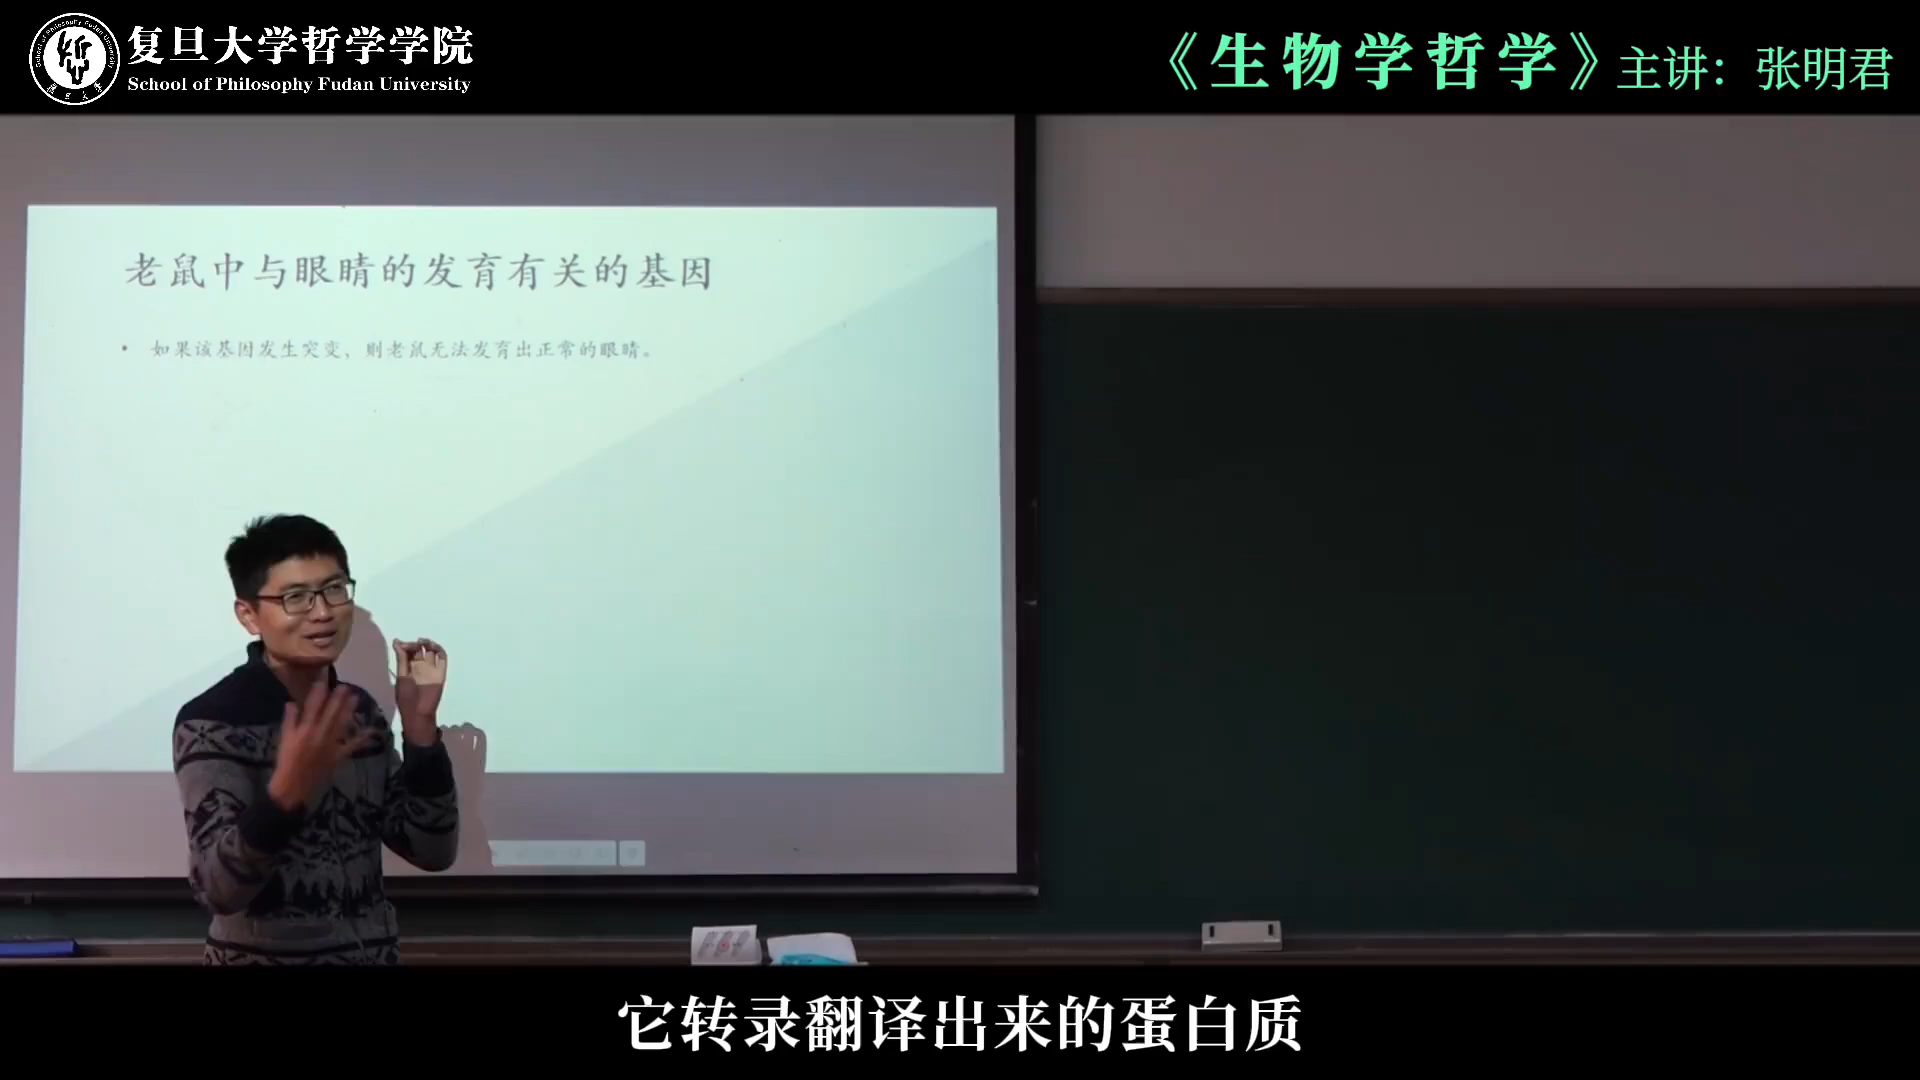 复旦大学哲学学院
School of Philosophy Fudan University
《生物学哲学》主讲：张明君
老鼠中与眼睛的发育有关的基因
• 如果该基因发生突变，则老鼠无法发育出正常的眼睛。
它转录翻译出来的蛋白质